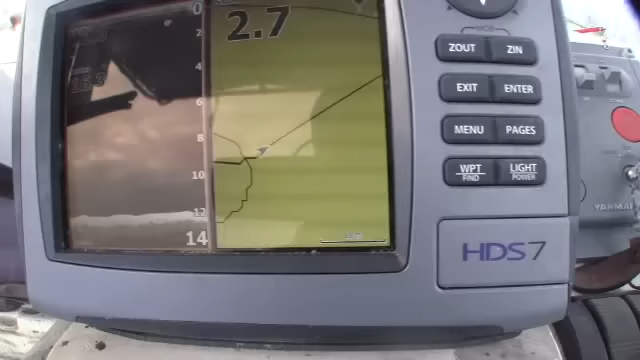 0
2.7
2
4
6
8
10
12
14
ZOUT ZIN
EXIT ENTER
MENU PAGES
WPT LIGHT
FIND POWER
HDS7
YANMAR